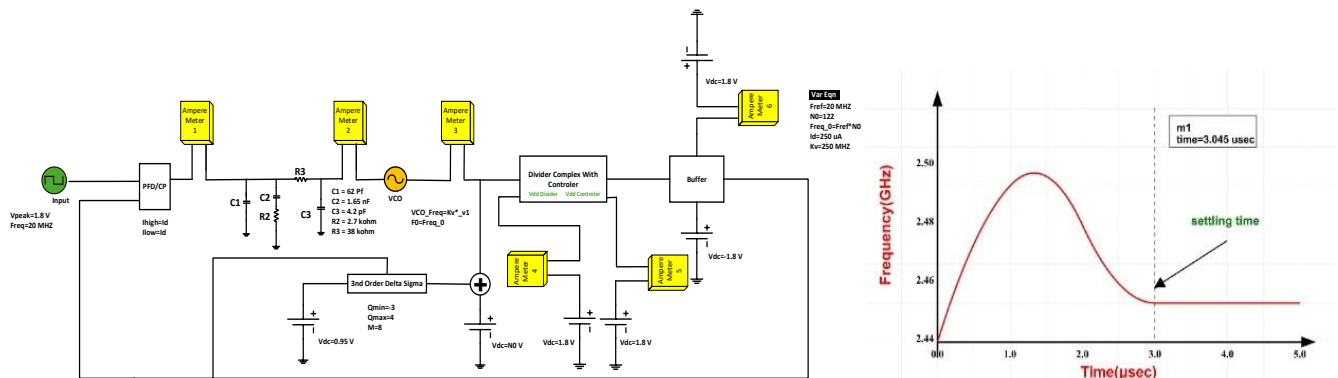 Ampere
Meter
1
Ampere
Meter
2
Ampere
Meter
3
Vdc=1.8 V
Ampere
Meter
6
Var Eqn
Fref=20 MHZ
N0=122
Freq_0=Fref*N0
Id=250 uA
Kv=250 MHZ
Input
Vpeak=1.8 V
Freq=20 MHZ
PFD/CP
Ihigh=Id
Ilow=Id
C1
C2
R2
R3
C3
C1 = 62 Pf
C2 = 1.65 nF
C3 = 4.2 pF
R2 = 2.7 kohm
R3 = 38 kohm
VCO
VCO_Freq=Kv*_v1
F0=Freq_0
Divider Complex With
Controler
Vdd Divider Vdd Controler
Buffer
Vdc=-1.8 V
Ampere
Meter
4
Ampere
Meter
5
3nd Order Delta Sigma
Qmin=-3
Qmax=4
M=8
Vdc=0.95 V
Vdc=N0 V
Vdc=1.8 V
Vdc=1.8 V
Frequency(GHz)
2.50
2.48
2.46
2.44
m1
time=3.045 usec
settling time
0.0 1.0 2.0 3.0 4.0 5.0
Time(µsec)